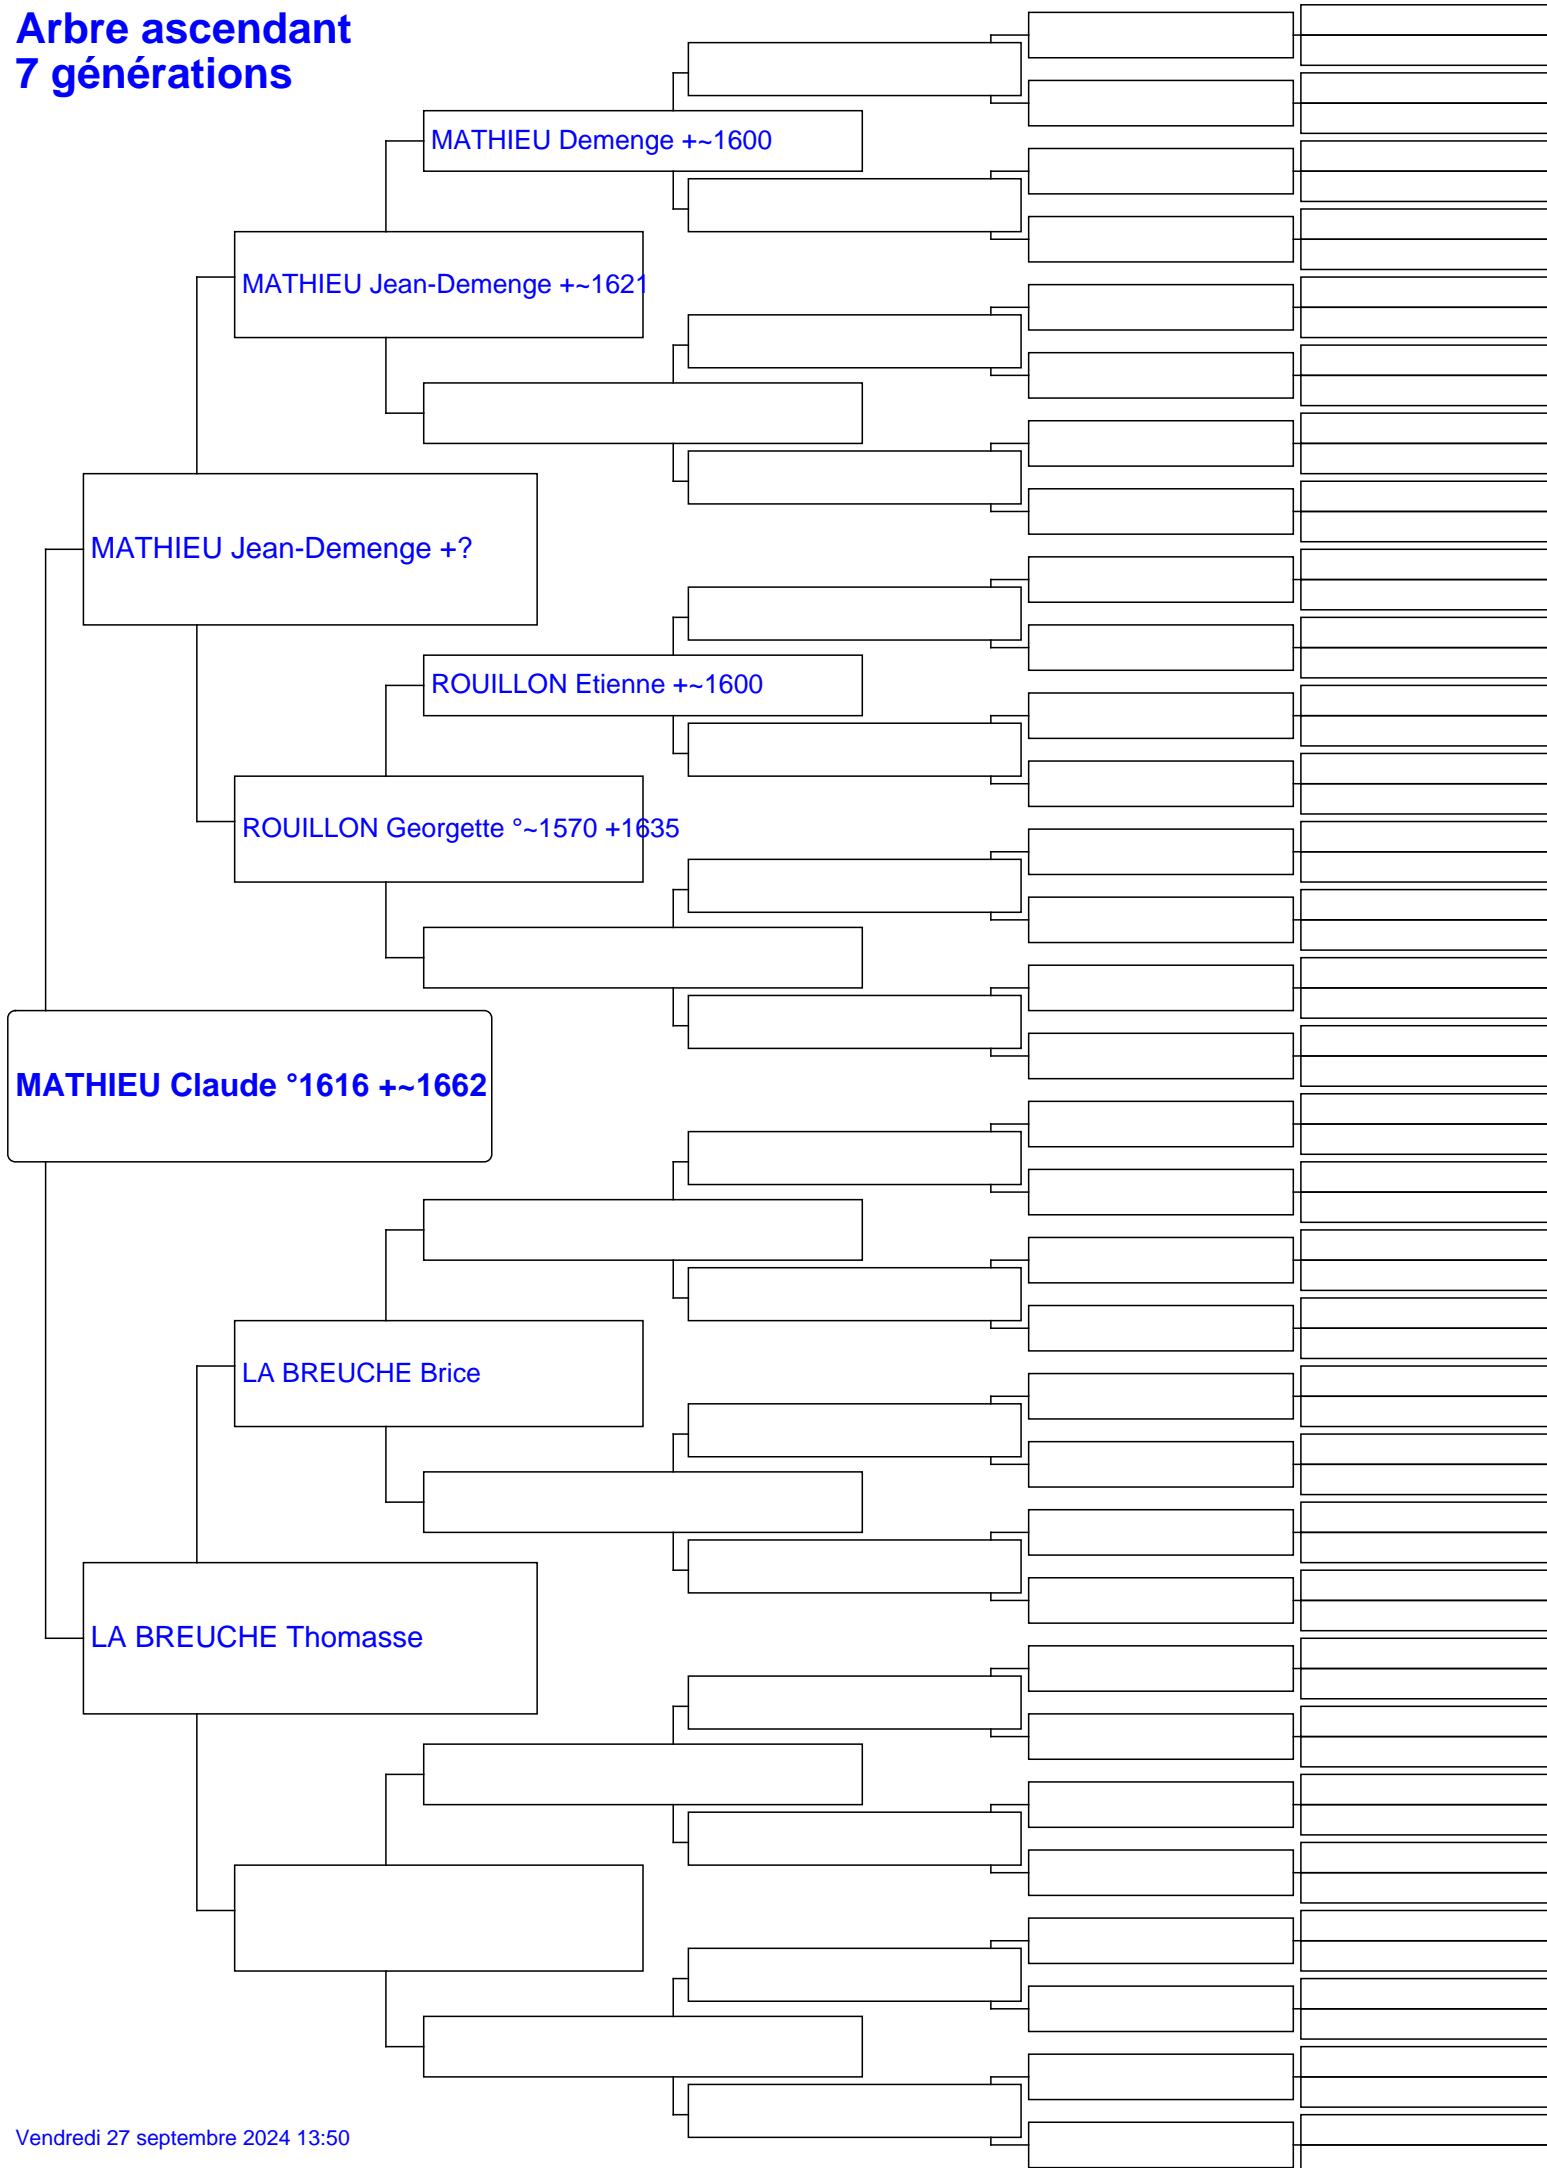 Arbre ascendant
7 générations
MATHIEU Demenge +~1600
MATHIEU Jean-Demenge +~1621
MATHIEU Jean-Demenge +?
ROUILLON Etienne +~1600
ROUILLON Georgette °~1570 +1635
MATHIEU Claude °1616 +~1662
LA BREUCHE Brice
LA BREUCHE Thomasse
Vendredi 27 septembre 2024 13:50